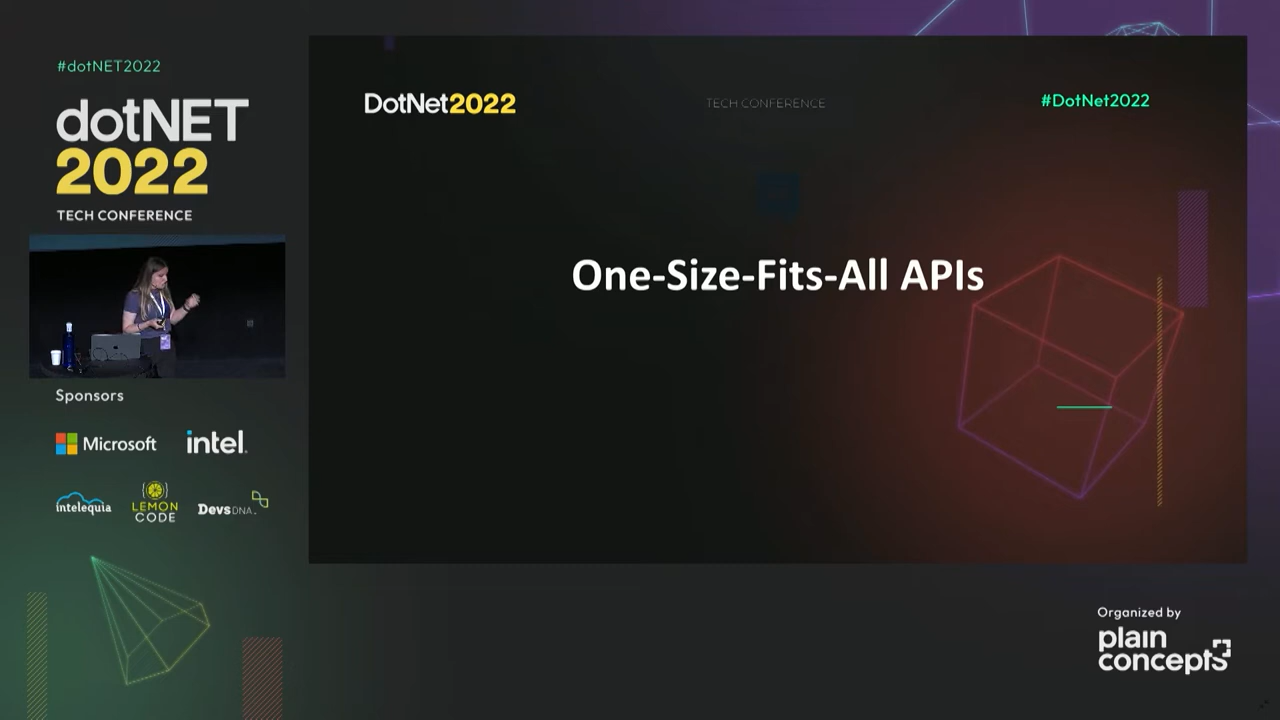 #dotNET2022
dotNET
2022
TECH CONFERENCE
Sponsors
Microsoft
intel.
intelequia
LEMON
CODE
DevsDNA.
DotNet2022
TECH CONFERENCE
#DotNet2022
One-Size-Fits-All APIs
Organized by
plain
concepts